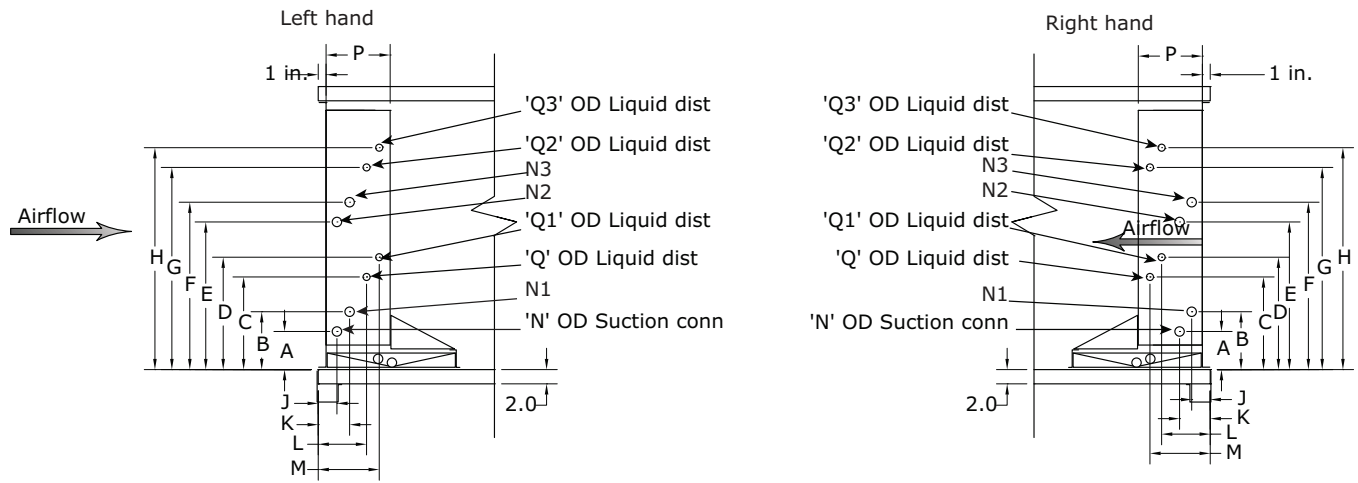 Left hand
P
1 in.
'Q3' OD Liquid dist
'Q2' OD Liquid dist
N3
N2
'Q1' OD Liquid dist
'Q' OD Liquid dist
N1
'N' OD Suction conn
Airflow
H
G
F
E
D
C
B
A
J
K
L
M
2.0
Right hand
P
1 in.
'Q3' OD Liquid dist
'Q2' OD Liquid dist
N3
N2
'Q1' OD Liquid dist
Airflow
'Q' OD Liquid dist
N1
'N' OD Suction conn
A
B
C
D
E
F
G
H
2.0
J
K
L
M